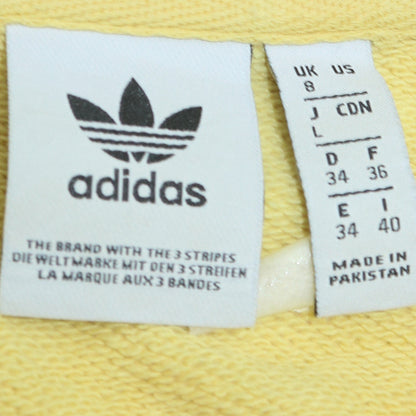 adidas
THE BRAND WITH THE 3 STRIPES
DIE WELTMARKE MIT DEN 3 STREIFEN
LA MARQUE AUX 3 BANDES
UK US
8
J CDN
L
D F
34 36
E I
34 40
MADE IN
PAKISTAN